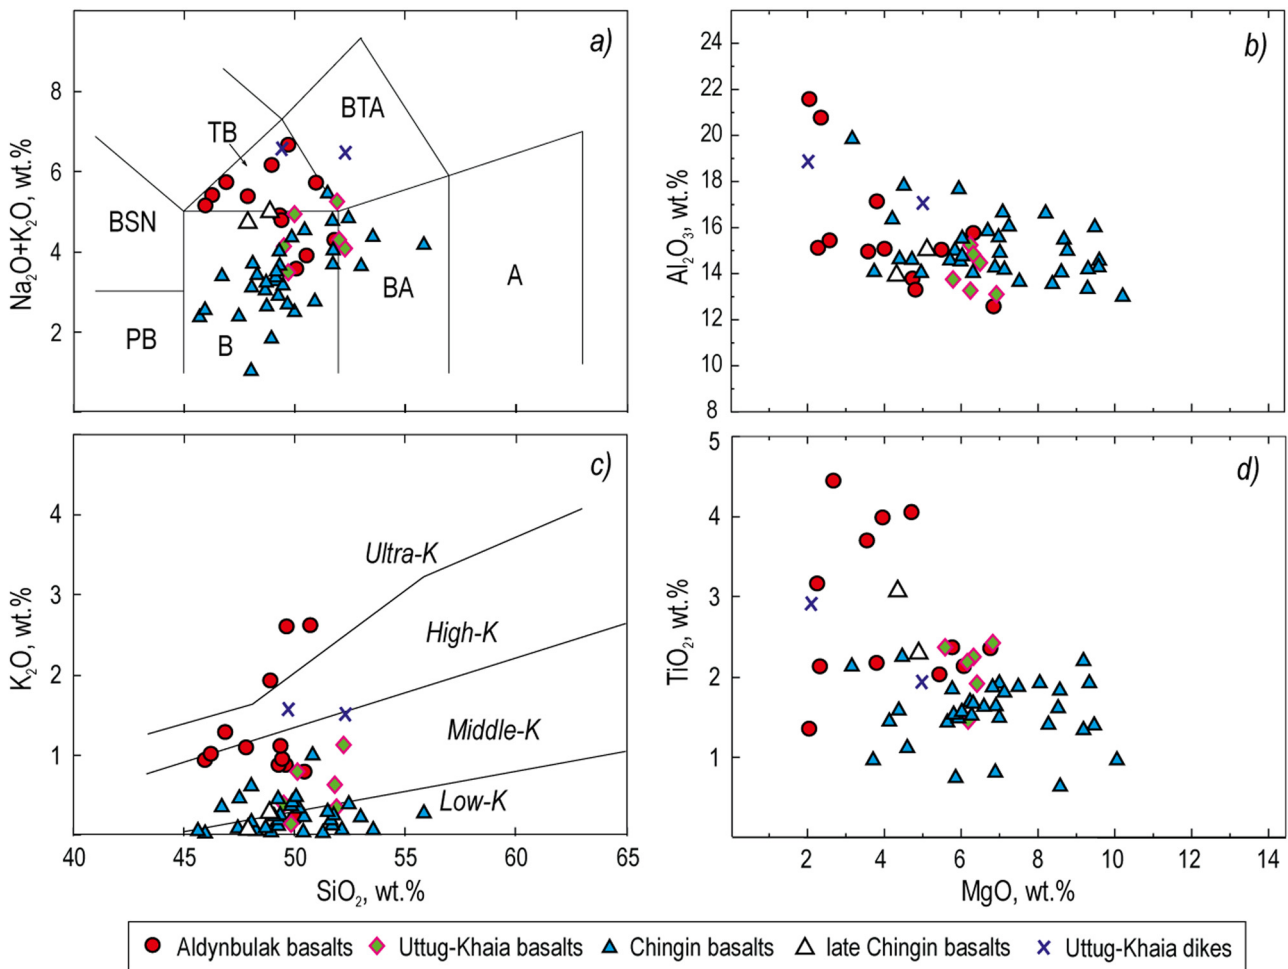 a)
8
6
4
2
Na₂O+K₂O, wt.%
TB
BTA
BSN
PB
B
BA
A
b)
24
22
20
18
16
14
12
10
8
Al₂O₃, wt.%
c)
4
3
2
1
0
K₂O, wt.%
Ultra-K
High-K
Middle-K
Low-K
40 45 50 55 60 65
SiO₂, wt.%
d)
5
4
3
2
1
TiO₂, wt.%
2 4 6 8 10 12 14
MgO, wt.%
Aldynbulak basalts Uttug-Khaia basalts Chingin basalts late Chingin basalts Uttug-Khaia dikes